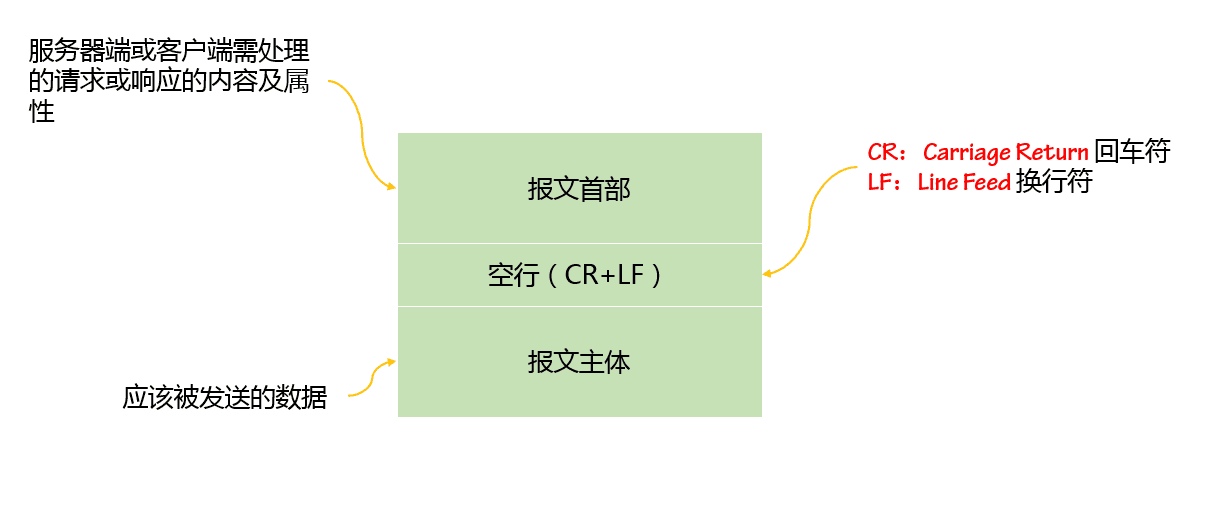 服务器端或客户端需处理
的请求或响应的内容及属
性
CR： Carriage Return 回车符
LF： Line Feed 换行符
报文首部
空行（CR+LF）
报文主体
应该被发送的数据